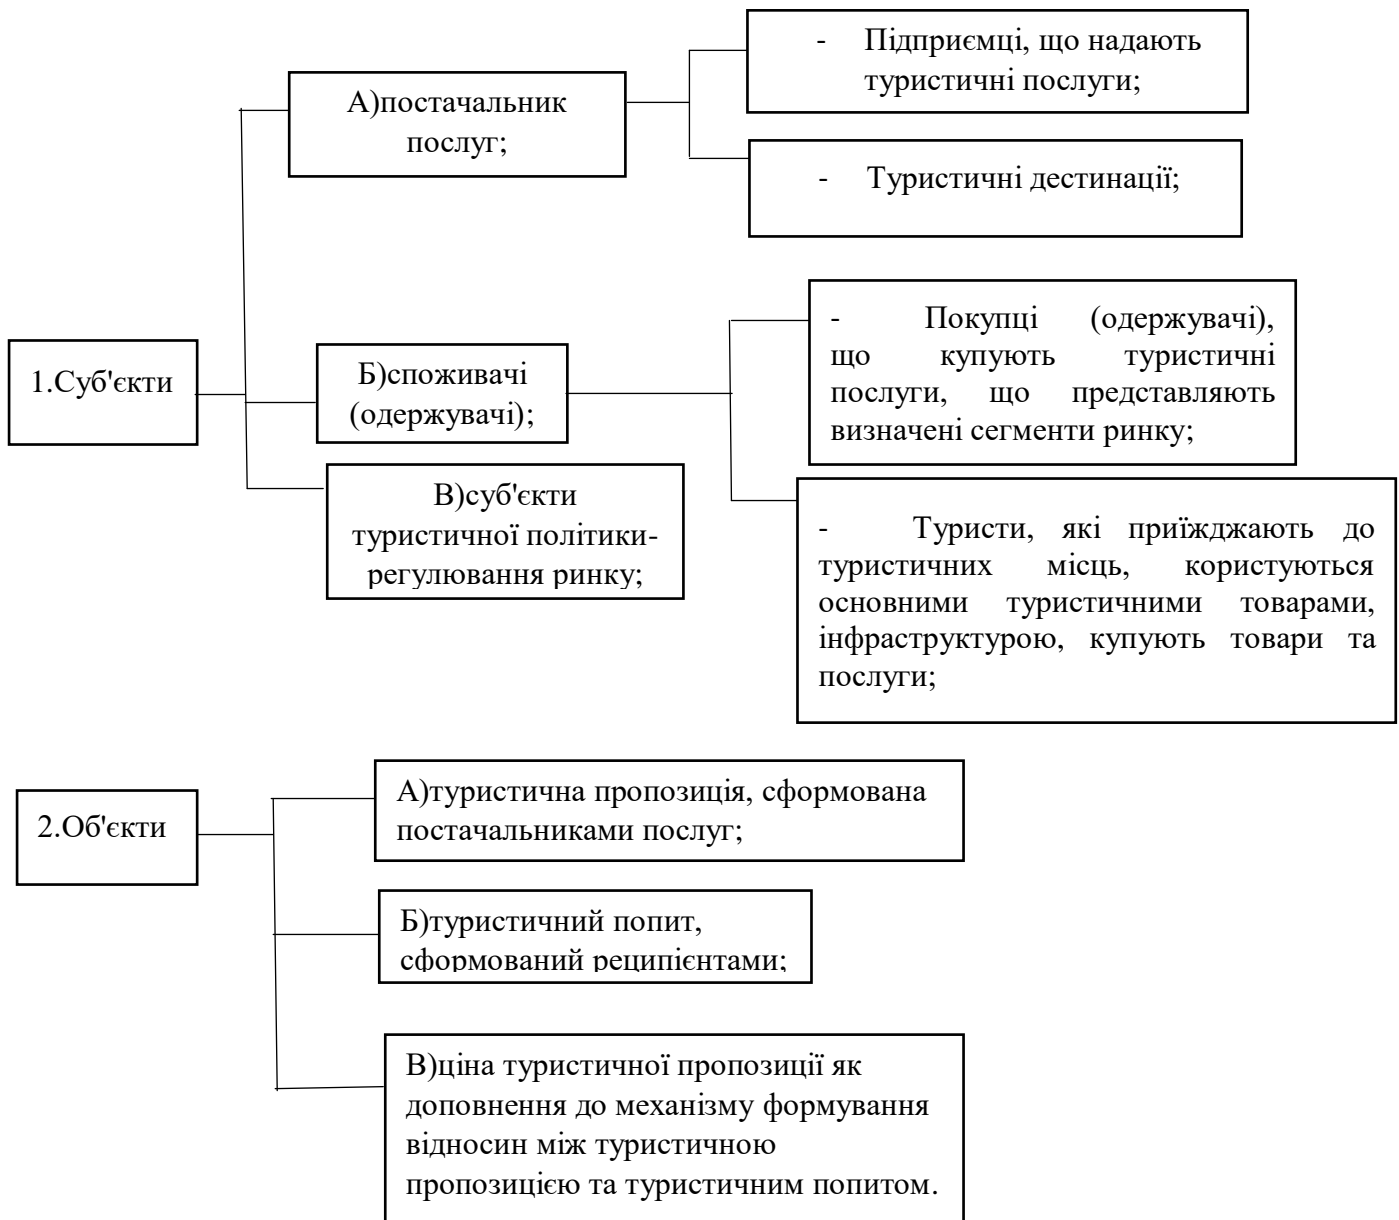 - Підприємці, що надають
туристичні послуги;
А)постачальник
послуг;
- Туристичні дестинації;
1.Суб'єкти
Б)споживачі
(одержувачі);
- Покупці (одержувачі),
що купують туристичні
послуги, що представляють
визначені сегменти ринку;
В)суб'єкти
туристичної політики-
регулювання ринку;
- Туристи, які приїжджають до
туристичних місць, користуються
основними туристичними товарами,
інфраструктурою, купують товари та
послуги;
2.Об'єкти
А)туристична пропозиція, сформована
постачальниками послуг;
Б)туристичний попит,
сформований реципієнтами;
В)ціна туристичної пропозиції як
доповнення до механізму формування
відносин між туристичною
пропозицією та туристичним попитом.